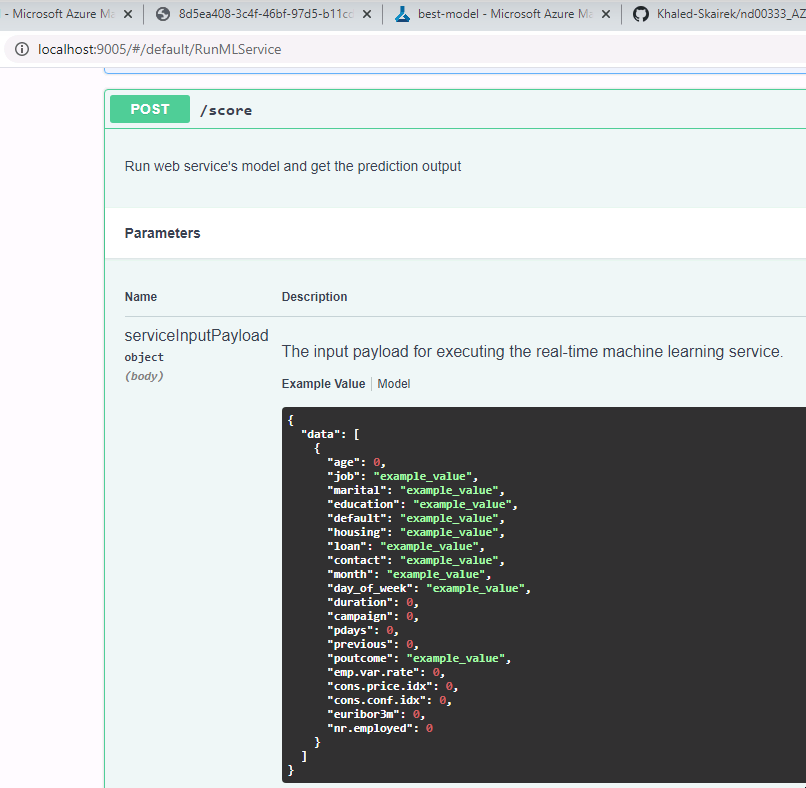 - Microsoft Azure Ma
8d5ea408-3c4f-46bf-97d5-b11cc
best-model - Microsoft Azure Ma
Khaled-Skairek/nd00333_AZ
localhost:9005/#/default/RunMLService
POST /score
Run web service's model and get the prediction output
Parameters
Name Description
serviceInputPayload
object
(body)
The input payload for executing the real-time machine learning service.
Example Value Model
{
"data": [
{
"age": 0,
"job": "example_value",
"marital": "example_value",
"education": "example_value",
"default": "example_value",
"housing": "example_value",
"loan": "example_value",
"contact": "example_value",
"month": "example_value",
"day_of_week": "example_value",
"duration": 0,
"campaign": 0,
"pdays": 0,
"previous": 0,
"poutcome": "example_value",
"emp.var.rate": 0,
"cons.price.idx": 0,
"cons.conf.idx": 0,
"euribor3m": 0,
"nr.employed": 0
}
]
}